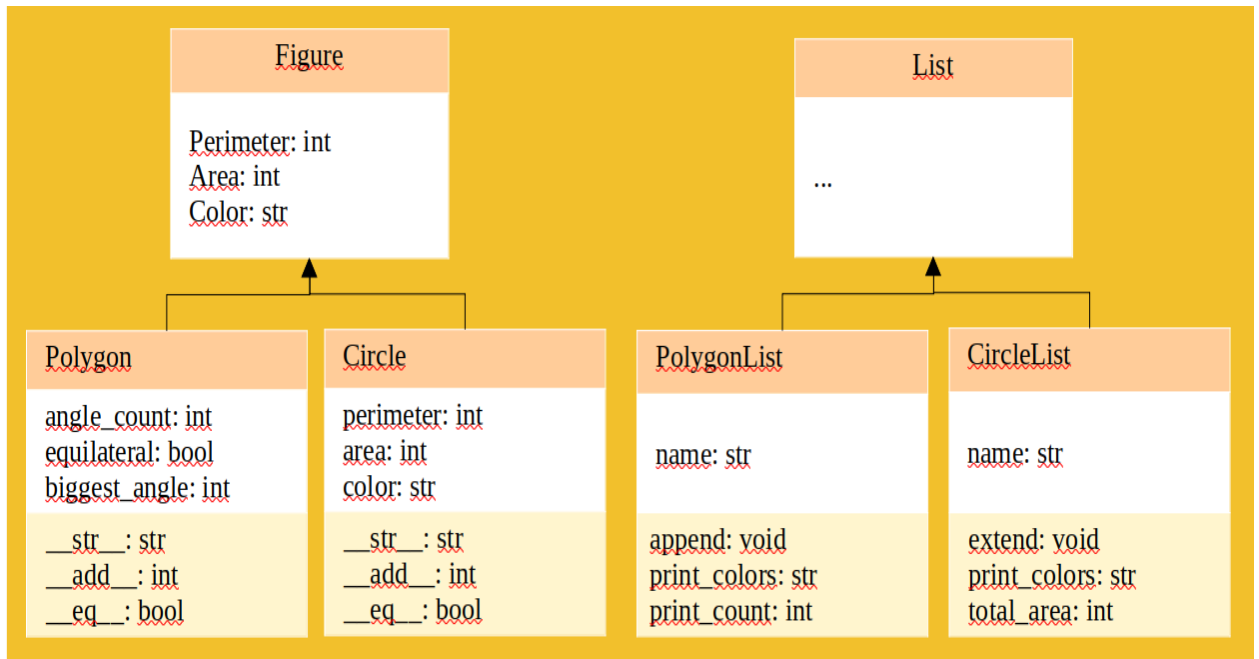 Figure
Perimeter: int
Area: int
Color: str
List
...
Polygon
angle_count: int
equilateral: bool
biggest_angle: int
__str__: str
__add__: int
__eq__: bool
Circle
perimeter: int
area: int
color: str
__str__: str
__add__: int
__eq__: bool
PolygonList
name: str
append: void
print_colors: str
print_count: int
CircleList
name: str
extend: void
print_colors: str
total_area: int